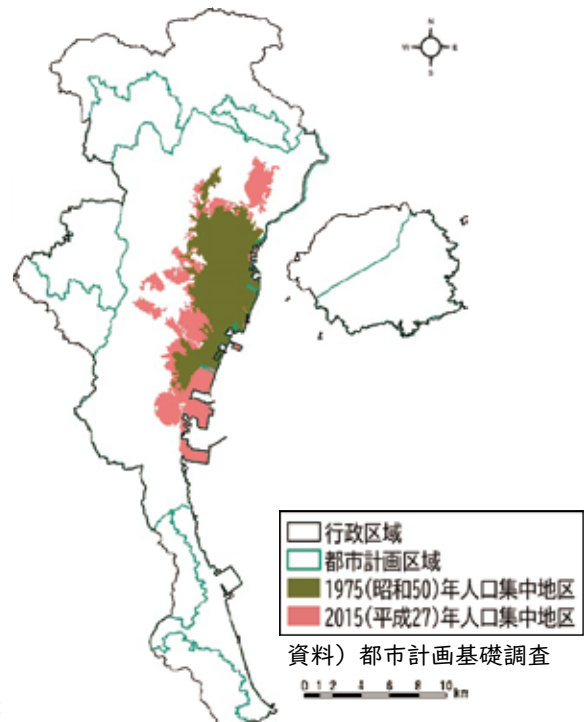 N
W E
S
行政区域
都市計画区域
1975(昭和50)年人口集中地区
2015(平成27)年人口集中地区
資料）都市計画基礎調査
0 1 2 4 6 8 10
km